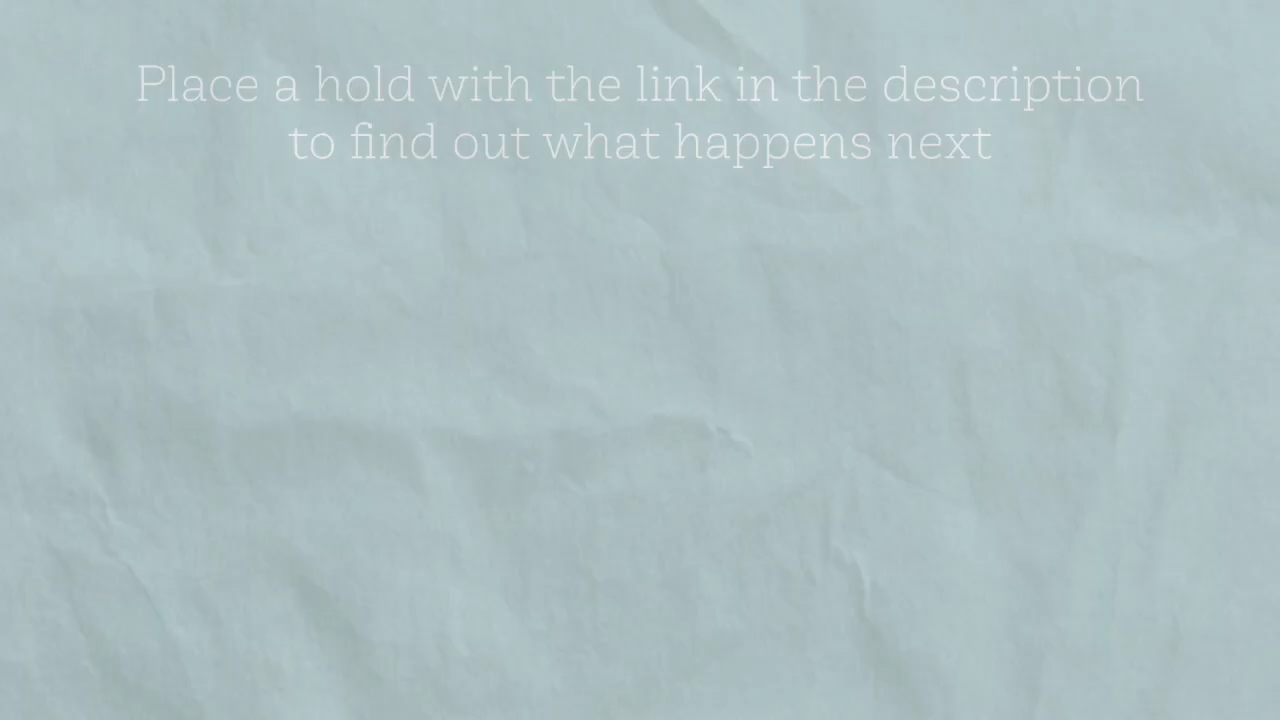 Place a hold with the link in the description
to find out what happens next